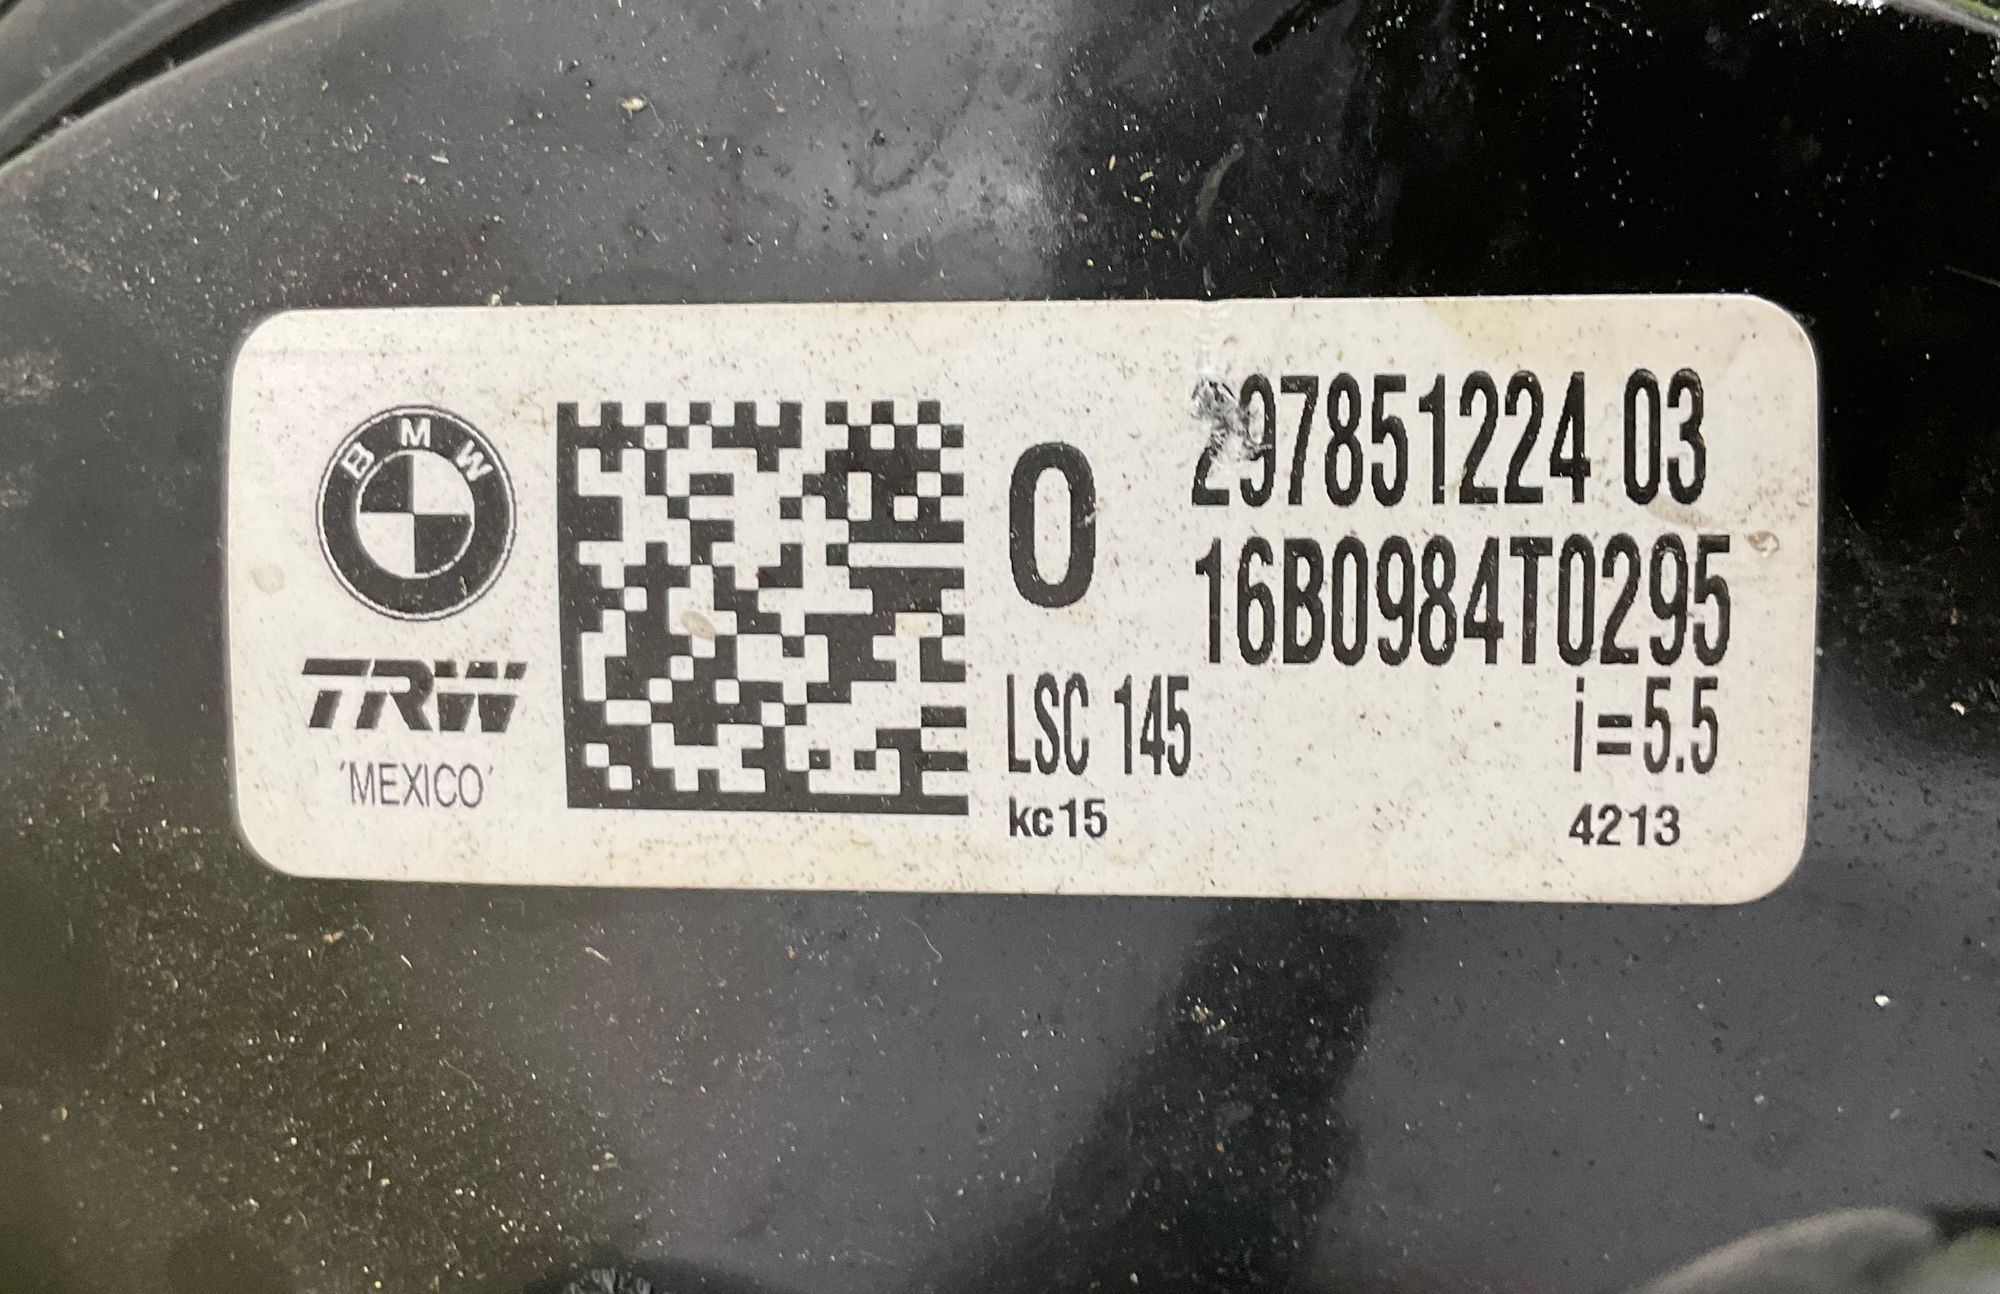 BMW
TRW
'MEXICO'
0
297851224 03
16B0984T0295
LSC 145
i=5.5
kc15
4213